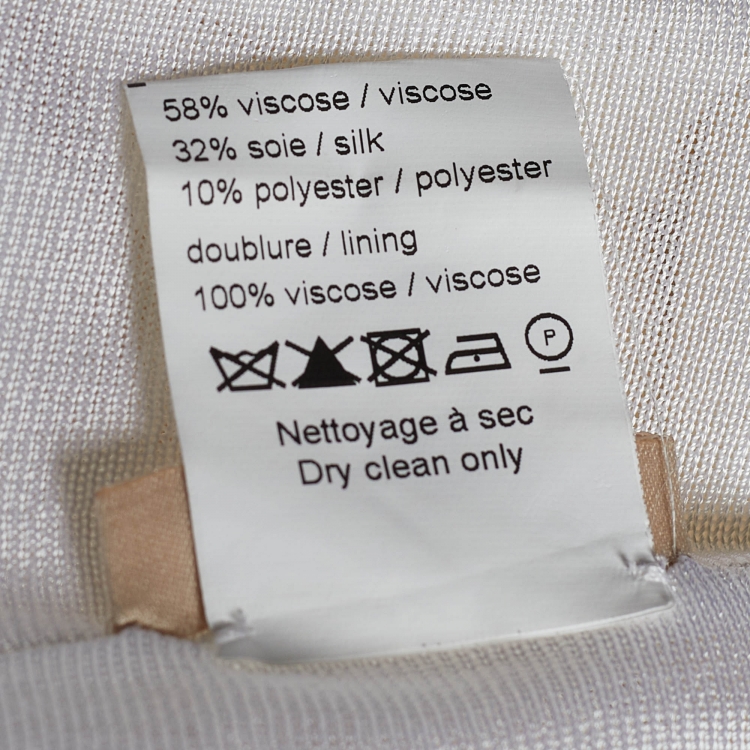 58% viscose / viscose
32% soie / silk
10% polyester / polyester
doublure / lining
100% viscose / viscose
P
Nettoyage à sec
Dry clean only